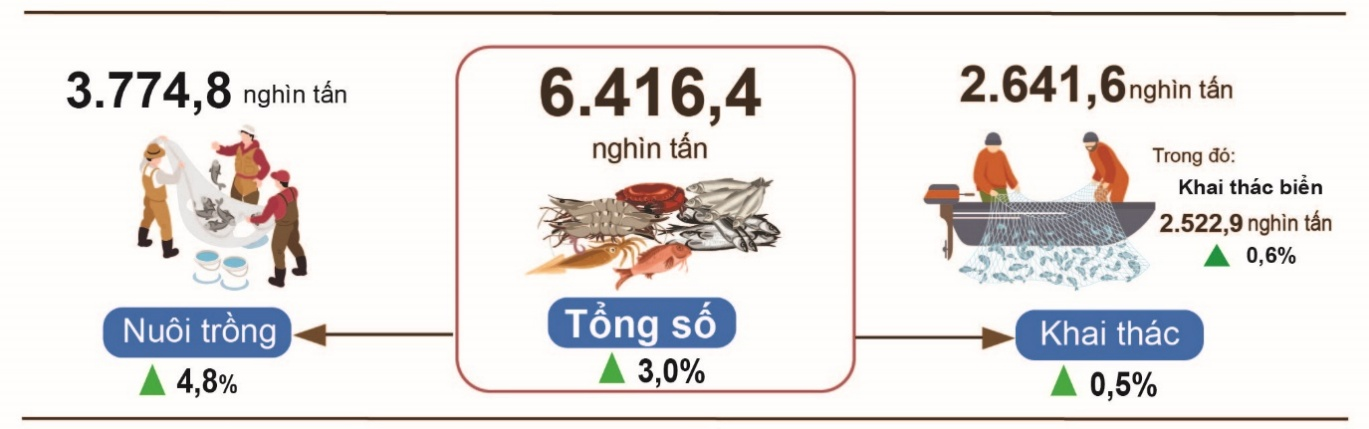 3.774,8 nghìn tấn
Nuôi trồng
4,8%
6.416,4
nghìn tấn
Tổng số
3,0%
2.641,6 nghìn tấn
Trong đó:
Khai thác biển
2.522,9 nghìn tấn
0,6%
Khai thác
0,5%